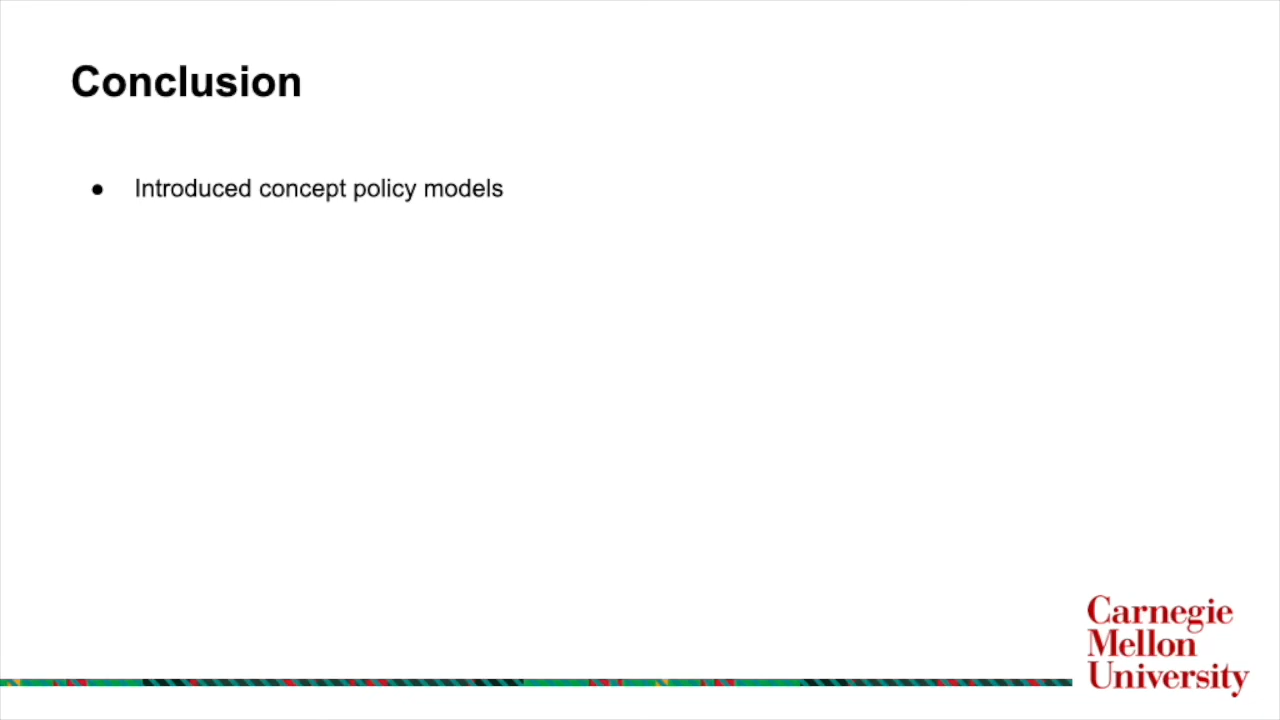 Conclusion
● Introduced concept policy models
Carnegie
Mellon
University